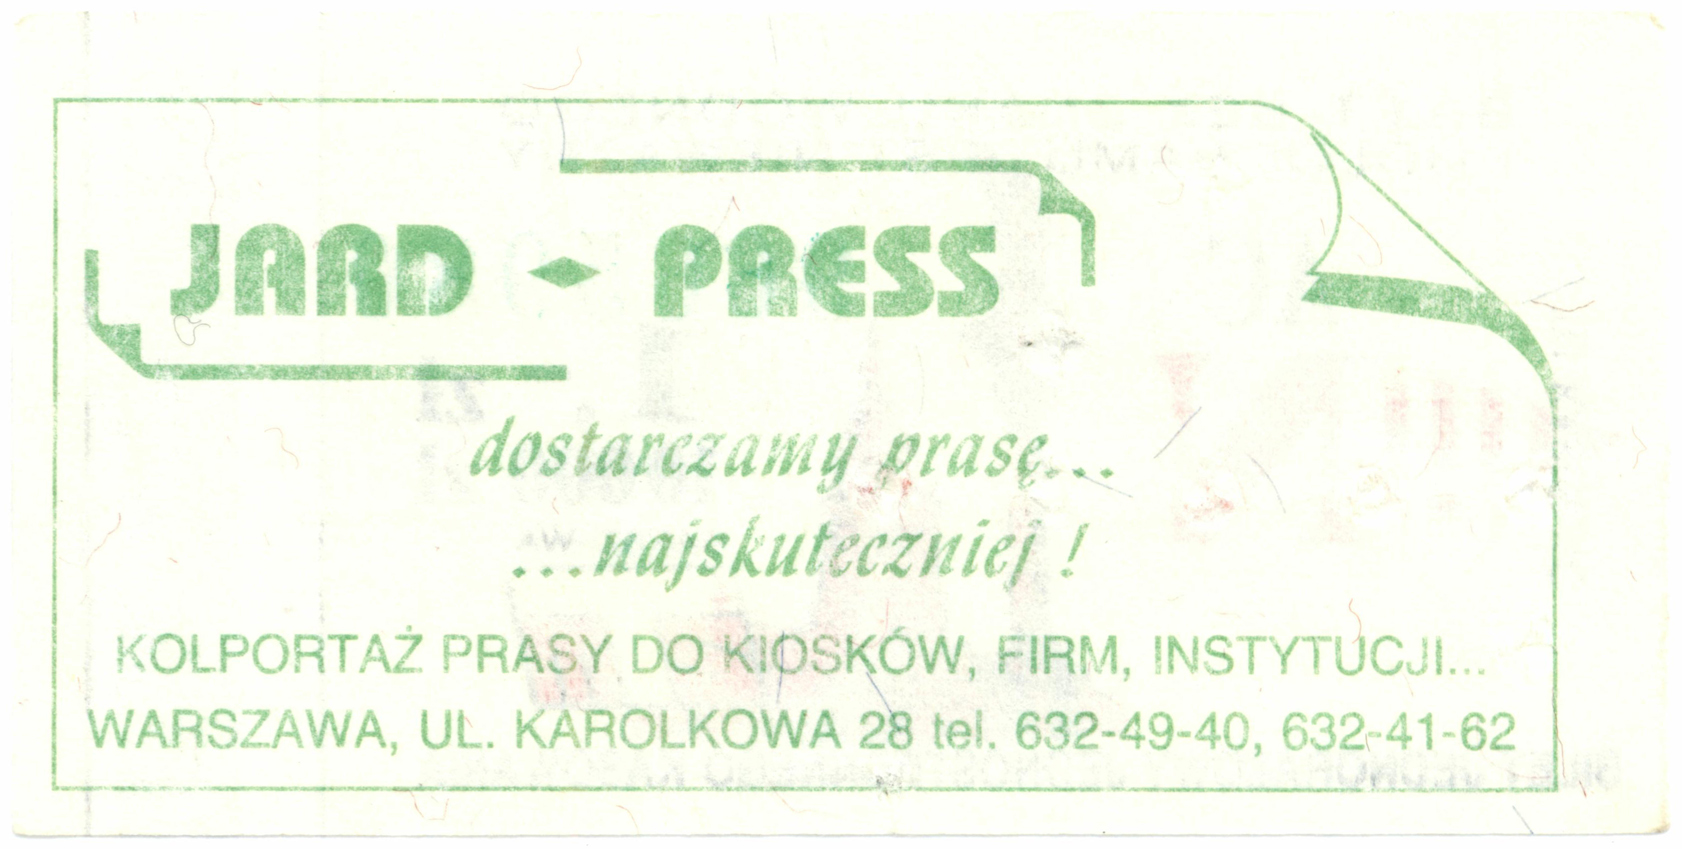 JARD ♦ PRESS
dostarczamy prasę...
...najskuteczniej !
KOLPORTAŻ PRASY DO KIOSKÓW, FIRM, INSTYTUCJI...
WARSZAWA, UL. KAROLKOWA 28 tel. 632-49-40, 632-41-62